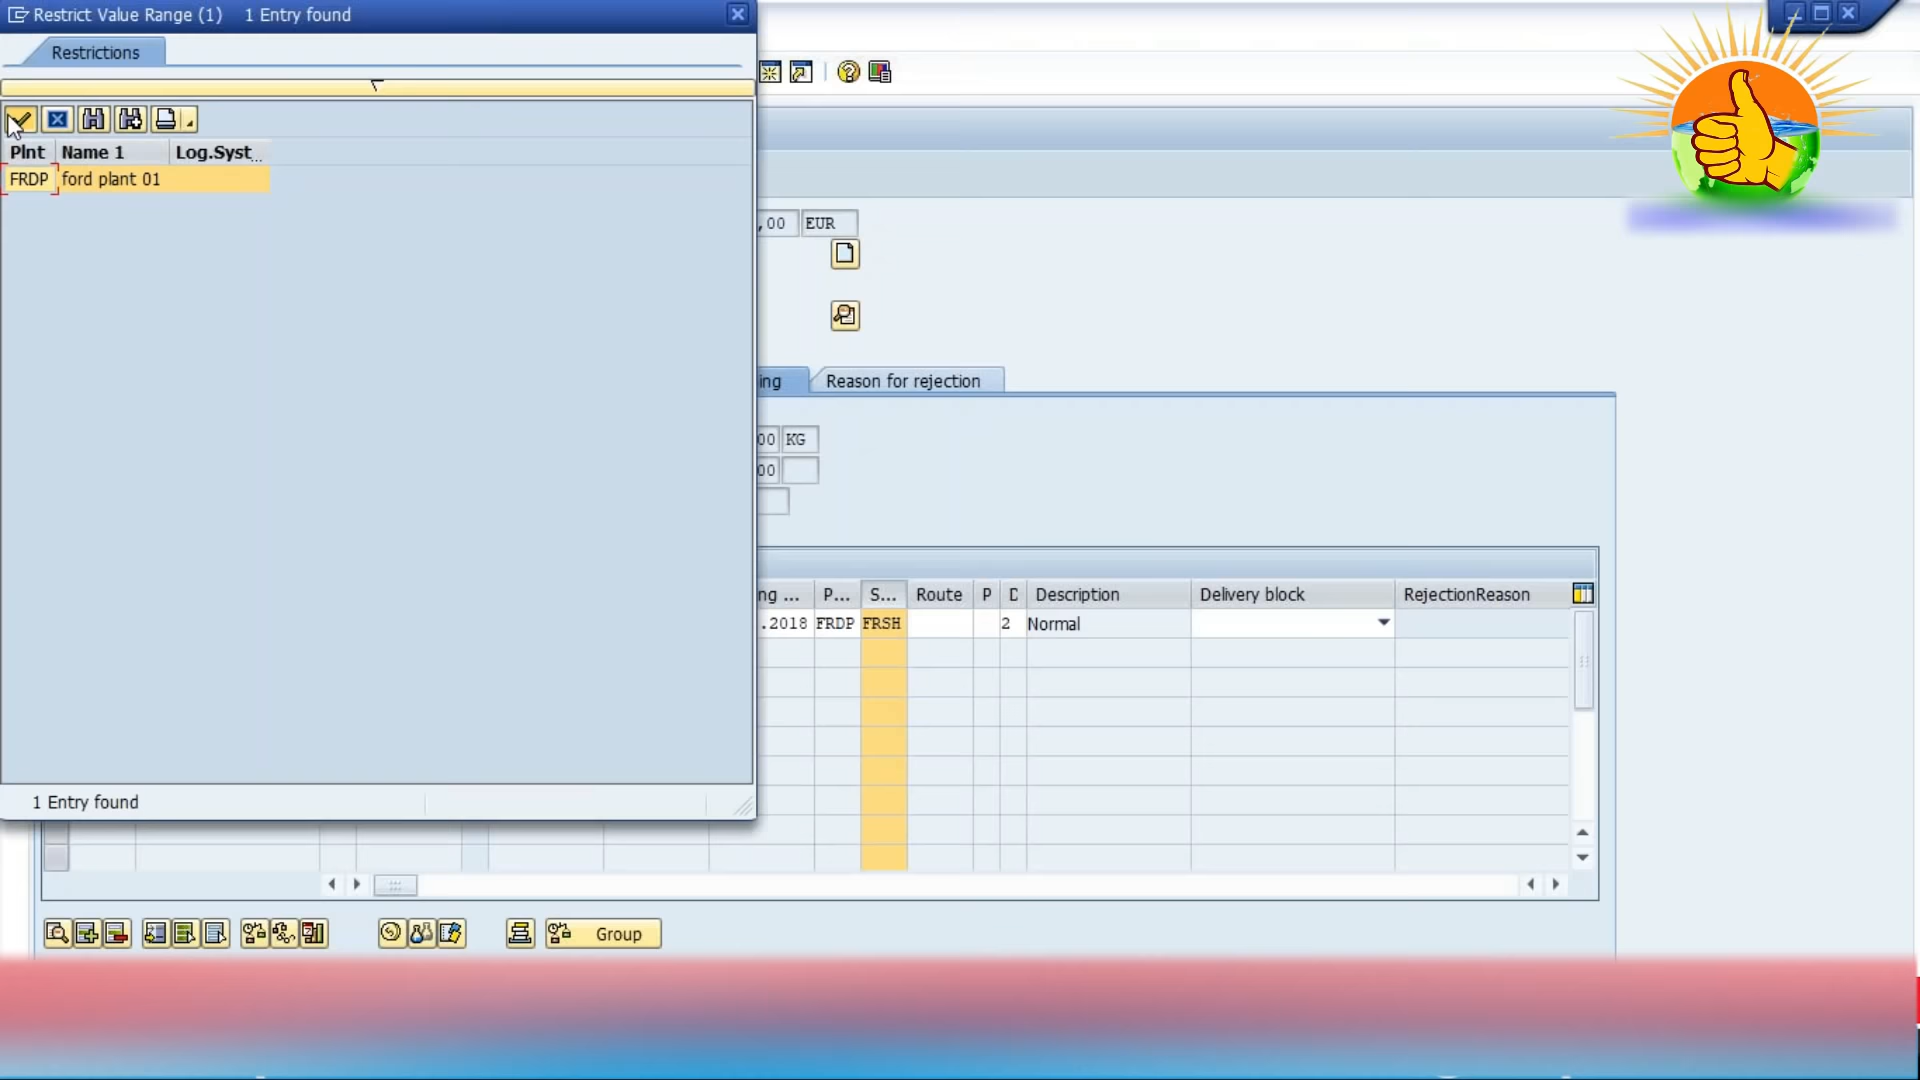 Restrict Value Range (1)   1 Entry found
Restrictions
Plnt Name 1 Log.Syst...
FRDP ford plant 01
1 Entry found
,00 EUR
ing Reason for rejection
00 KG
00
ng ... P... S... Route P D Description Delivery block RejectionReason
.2018 FRDP FRSH 2 Normal
Group